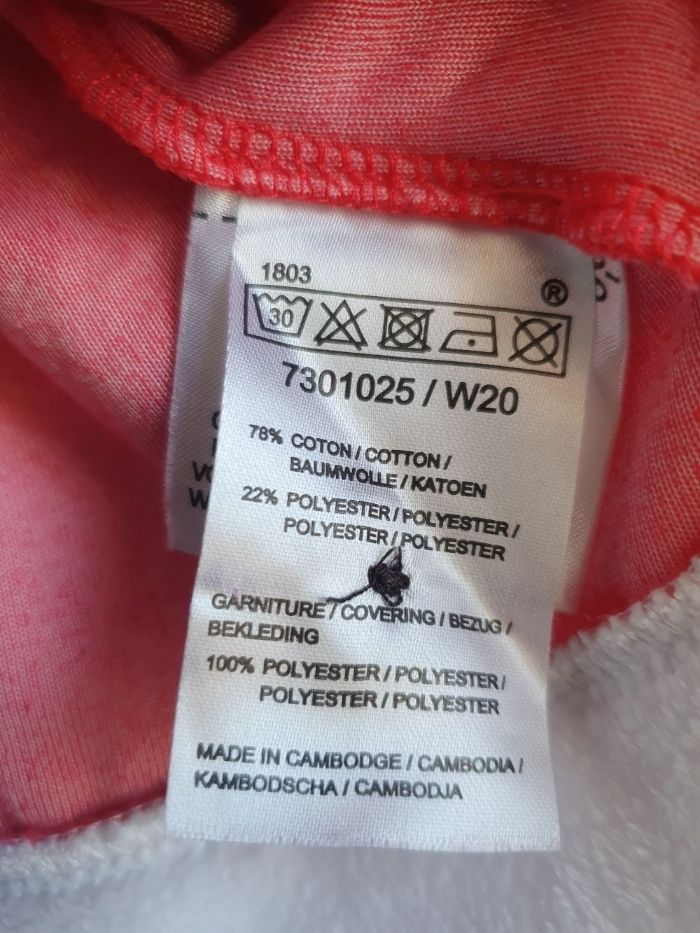 1803
®
30
7301025 / W20
78% COTON / COTTON /
BAUMWOLLE / KATOEN
22% POLYESTER / POLYESTER /
POLYESTER / POLYESTER
GARNITURE / COVERING / BEZUG /
BEKLEDING
100% POLYESTER / POLYESTER /
POLYESTER / POLYESTER
MADE IN CAMBODGE / CAMBODIA /
KAMBODSCHA / CAMBODJA